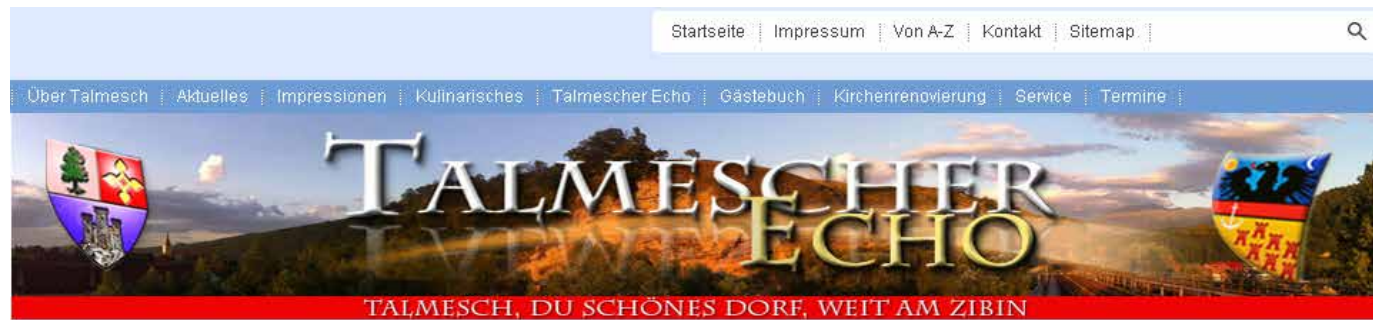 Startseite Impressum Von A-Z Kontakt Sitemap
Über Talmesch Aktuelles Impressionen Kulinarisches Talmescher Echo Gästebuch Kirchenrenovierung Service Termine
TALMESCHER
ECHO
TALMESCH, DU SCHÖNES DORF, WEIT AM ZIBIN